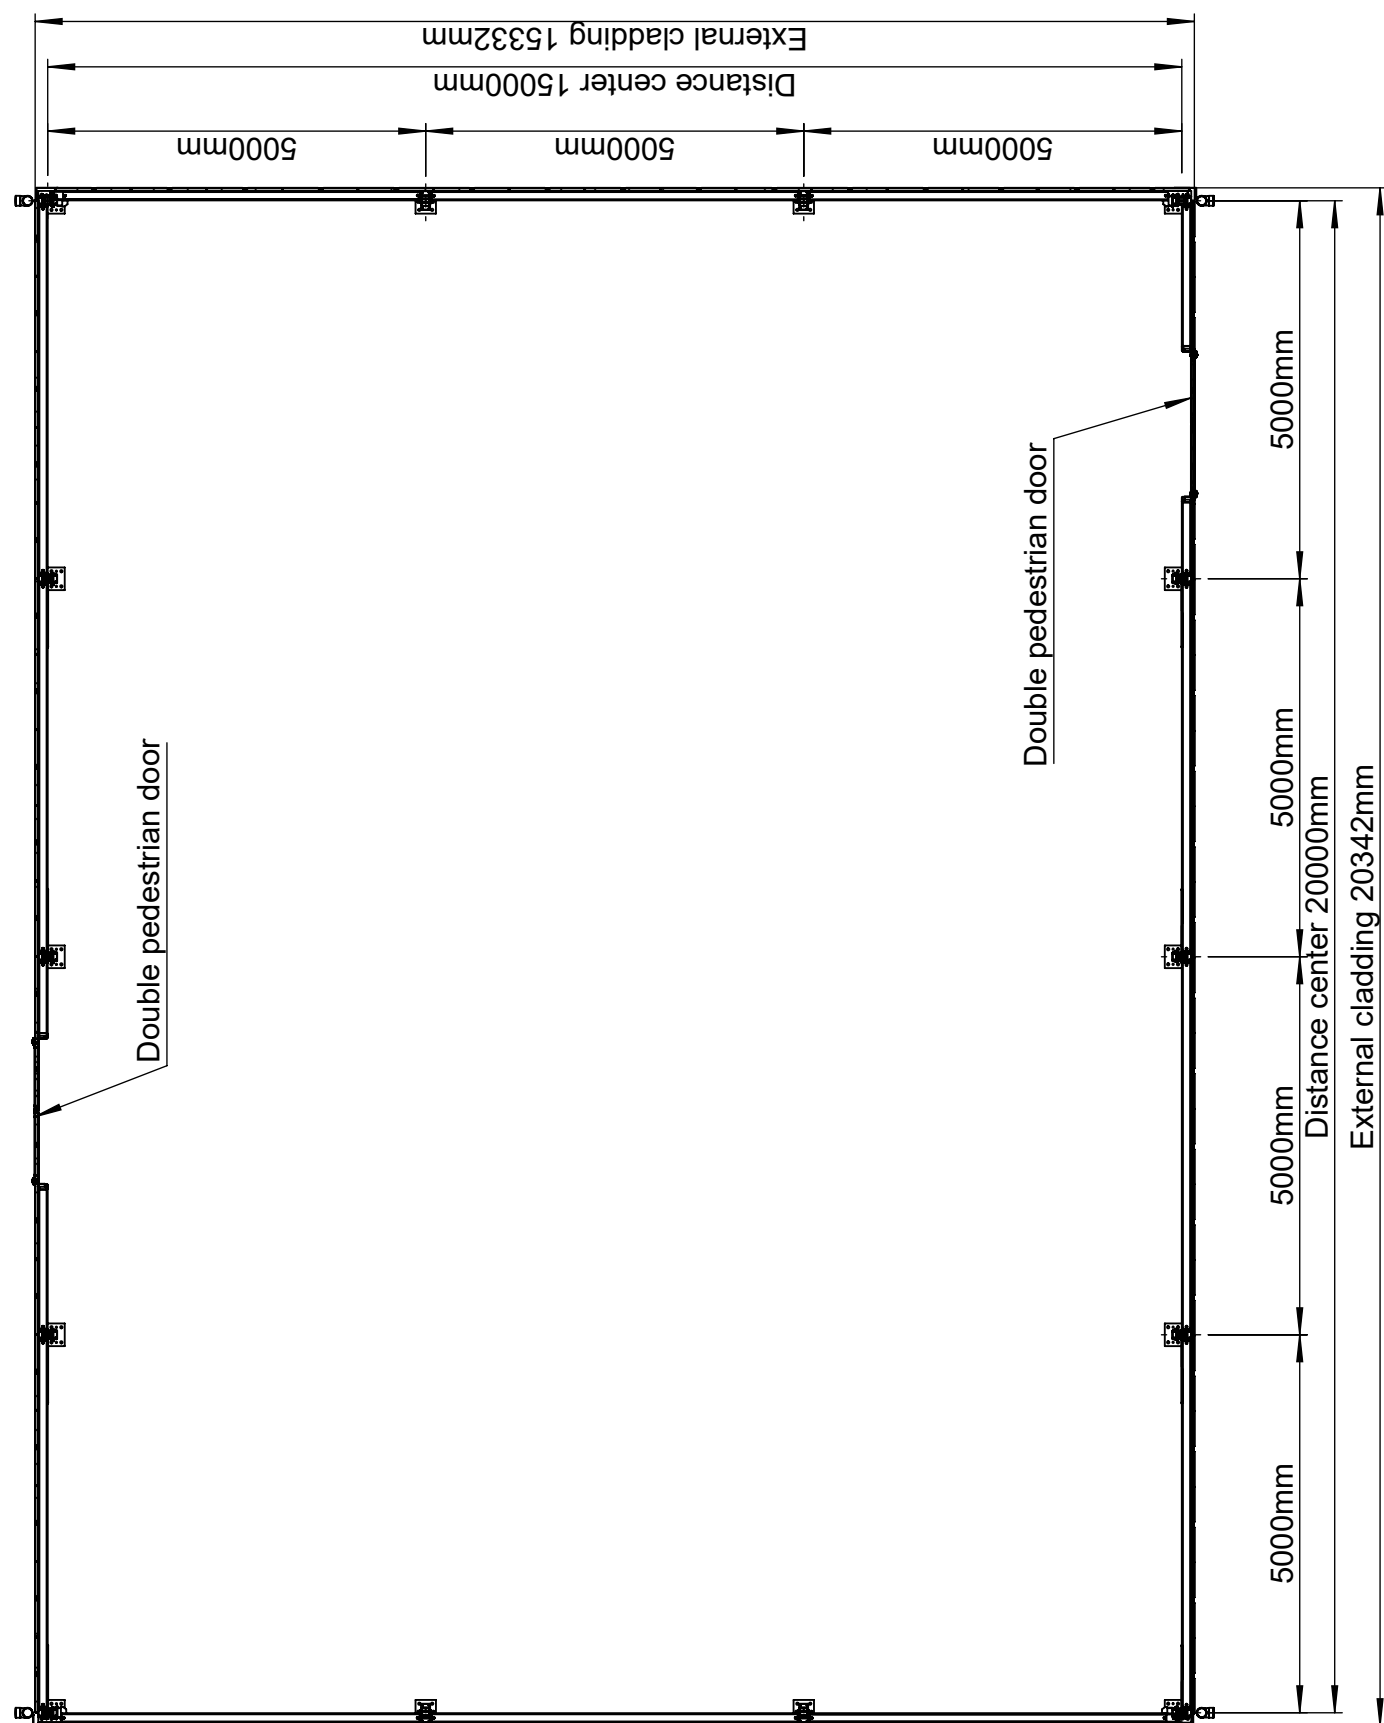 External cladding 15332mm
Distance center 15000mm
5000mm
5000mm
5000mm
Double pedestrian door
Double pedestrian door
5000mm
5000mm
5000mm
5000mm
Distance center 20000mm
External cladding 20342mm